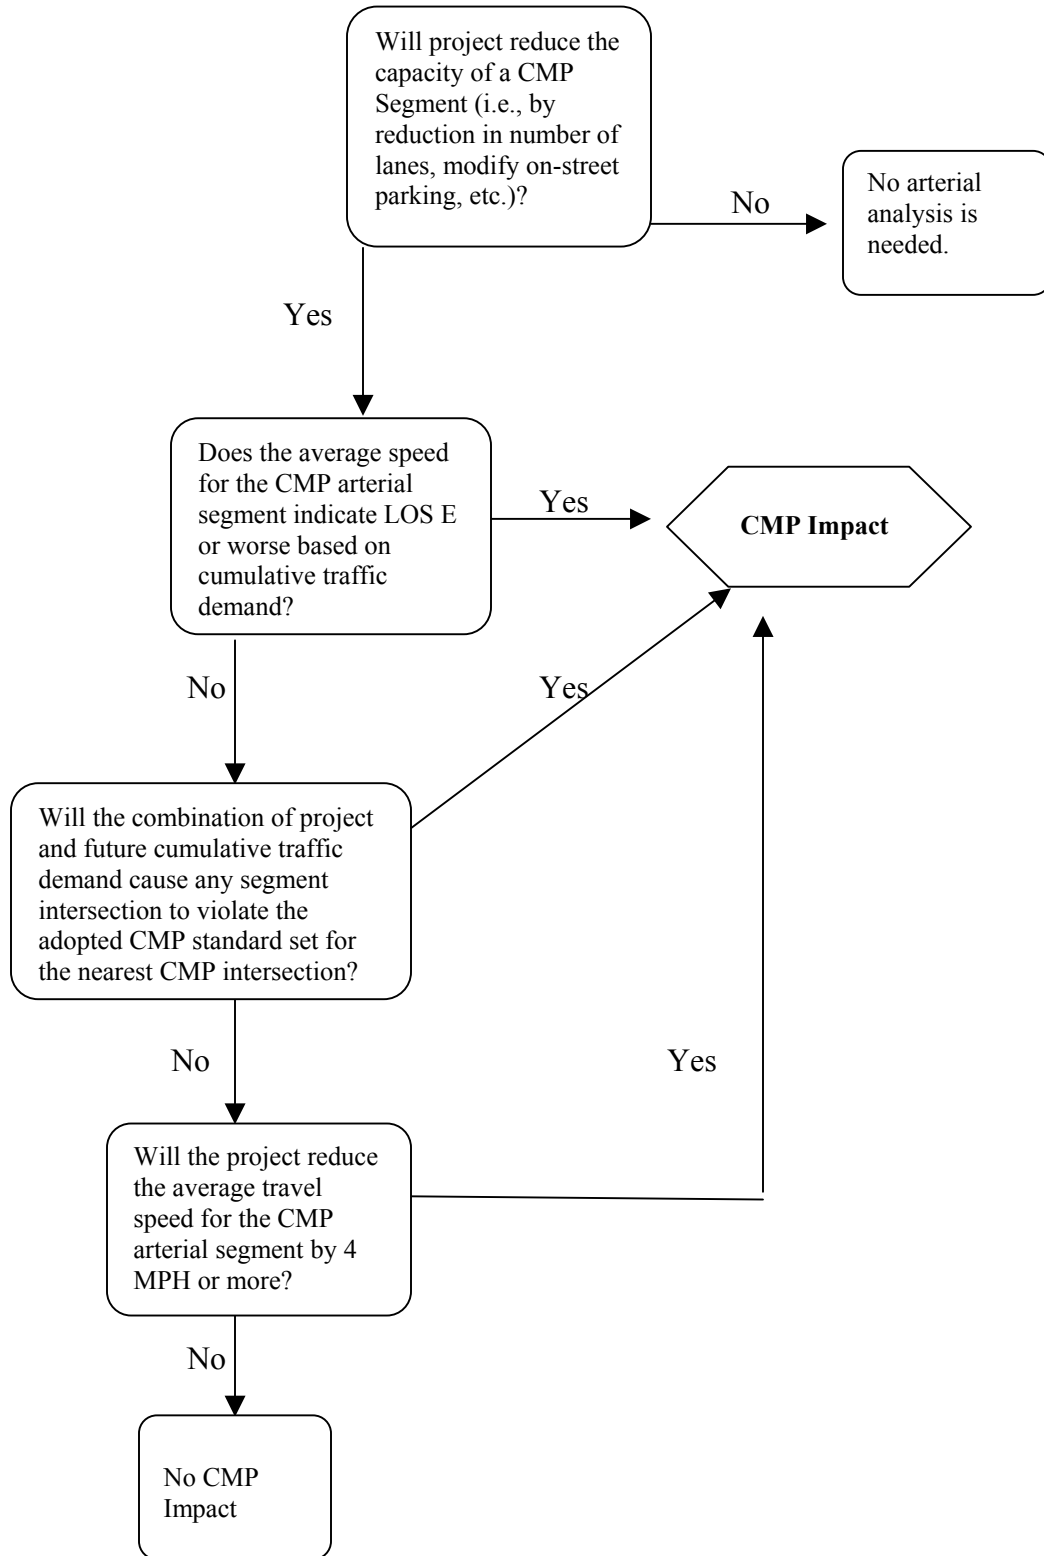 Will project reduce the
capacity of a CMP
Segment (i.e., by
reduction in number of
lanes, modify on-street
parking, etc.)?
No
No arterial
analysis is
needed.
Yes
Does the average speed
for the CMP arterial
segment indicate LOS E
or worse based on
cumulative traffic
demand?
Yes
CMP Impact
No
Yes
Will the combination of project
and future cumulative traffic
demand cause any segment
intersection to violate the
adopted CMP standard set for
the nearest CMP intersection?
No
Yes
Will the project reduce
the average travel
speed for the CMP
arterial segment by 4
MPH or more?
No
No CMP
Impact